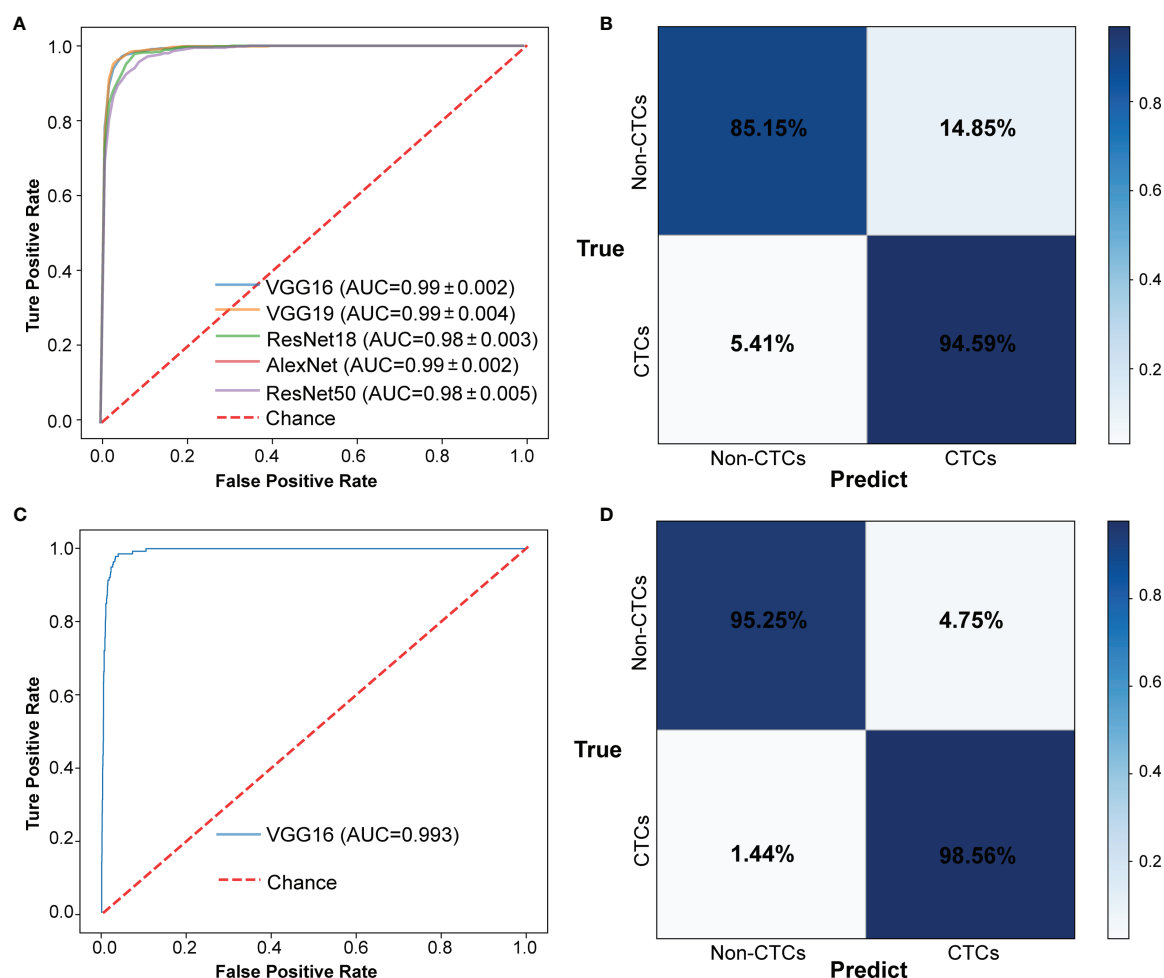 A
1.0
0.8
0.6
0.4
0.2
0.0
Ture Positive Rate
VGG16 (AUC=0.99±0.002)
VGG19 (AUC=0.99±0.004)
ResNet18 (AUC=0.98±0.003)
AlexNet (AUC=0.99±0.002)
ResNet50 (AUC=0.98±0.005)
Chance
0.0 0.2 0.4 0.6 0.8 1.0
False Positive Rate
B
Non-CTCs
85.15% 14.85%
True
CTCs
5.41% 94.59%
Non-CTCs CTCs
Predict
0.8
0.6
0.4
0.2
C
1.0
0.8
0.6
0.4
0.2
0.0
Ture Positive Rate
VGG16 (AUC=0.993)
Chance
0.0 0.2 0.4 0.6 0.8 1.0
False Positive Rate
D
Non-CTCs
95.25% 4.75%
True
CTCs
1.44% 98.56%
Non-CTCs CTCs
Predict
0.8
0.6
0.4
0.2